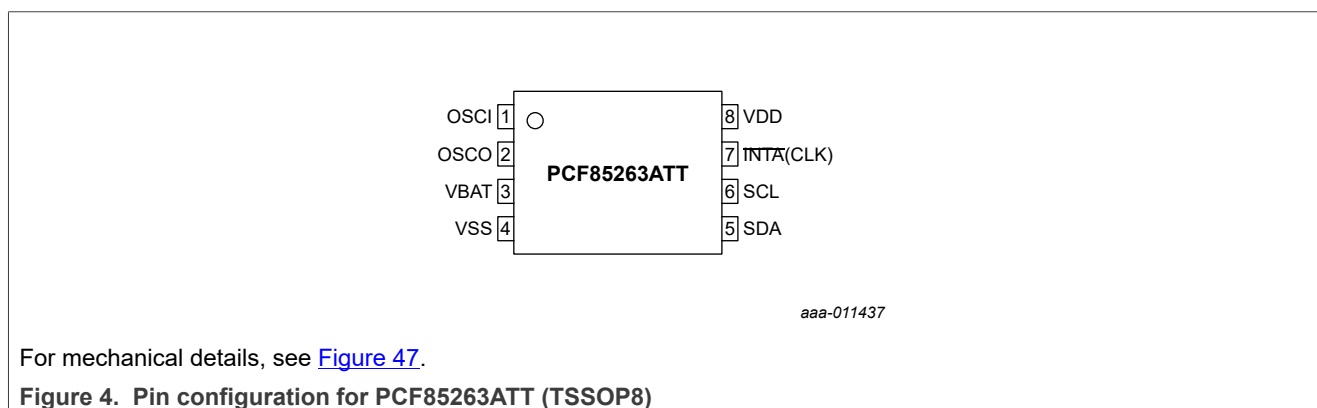 OSCI 1
OSCO 2
VBAT 3
VSS 4
PCF85263ATT
8 VDD
7 INTA(CLK)
6 SCL
5 SDA
aaa-011437
For mechanical details, see Figure 47.
Figure 4. Pin configuration for PCF85263ATT (TSSOP8)